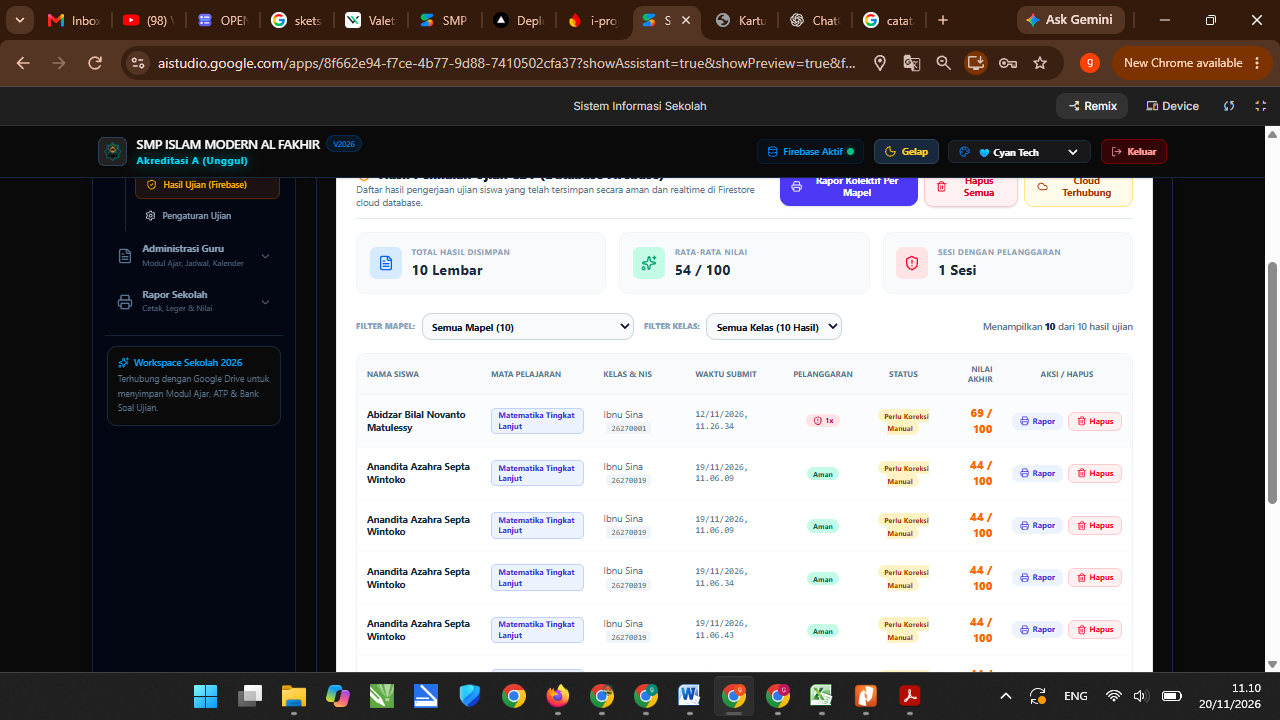 Inbox
(98)
OPEN
skets
Valet
SMP
Deple
i-pro
S
Kartu
Chat
catat
Ask Gemini
aistudio.google.com/apps/8f662e94-f7ce-4b77-9d88-7410502cfa37?showAssistant=true&showPreview=true&f...
g
New Chrome available
Sistem Informasi Sekolah
Remix
Device
SMP ISLAM MODERN AL FAKHIR
V2026
Akreditasi A (Unggul)
Firebase Aktif
Gelap
Cyan Tech
Keluar
Hasil Ujian (Firebase)
Pengaturan Ujian
Administrasi Guru
Modul Ajar, Jadwal, Kalender
Rapor Sekolah
Cetak, Leger & Nilai
Workspace Sekolah 2026
Terhubung dengan Google Drive untuk
menyimpan Modul Ajar, ATP & Bank
Soal Ujian.
Daftar hasil pengerjaan ujian siswa yang telah tersimpan secara aman dan realtime di Firestore
cloud database.
Rapor Kolektif Per
Mapel
Hapus
Semua
Cloud
Terhubung
TOTAL HASIL DISIMPAN
10 Lembar
RATA-RATA NILAI
54 / 100
SESI DENGAN PELANGGARAN
1 Sesi
FILTER MAPEL:
Semua Mapel (10)
FILTER KELAS:
Semua Kelas (10 Hasil)
Menampilkan 10 dari 10 hasil ujian
NAMA SISWA
MATA PELAJARAN
KELAS & NIS
WAKTU SUBMIT
PELANGGARAN
STATUS
NILAI
AKHIR
AKSI / HAPUS
Abidzar Bilal Novanto
Matulessy
Matematika Tingkat
Lanjut
Ibnu Sina
26270001
12/11/2026,
11.26.34
1x
Perlu Koreksi
Manual
69 /
100
Rapor
Hapus
Anandita Azahra Septa
Wintoko
Matematika Tingkat
Lanjut
Ibnu Sina
26270019
19/11/2026,
11.06.09
Aman
Perlu Koreksi
Manual
44 /
100
Rapor
Hapus
Anandita Azahra Septa
Wintoko
Matematika Tingkat
Lanjut
Ibnu Sina
26270019
19/11/2026,
11.06.09
Aman
Perlu Koreksi
Manual
44 /
100
Rapor
Hapus
Anandita Azahra Septa
Wintoko
Matematika Tingkat
Lanjut
Ibnu Sina
26270019
19/11/2026,
11.06.34
Aman
Perlu Koreksi
Manual
44 /
100
Rapor
Hapus
Anandita Azahra Septa
Wintoko
Matematika Tingkat
Lanjut
Ibnu Sina
26270019
19/11/2026,
11.06.43
Aman
Perlu Koreksi
Manual
44 /
100
Rapor
Hapus
ENG
11.10
20/11/2026